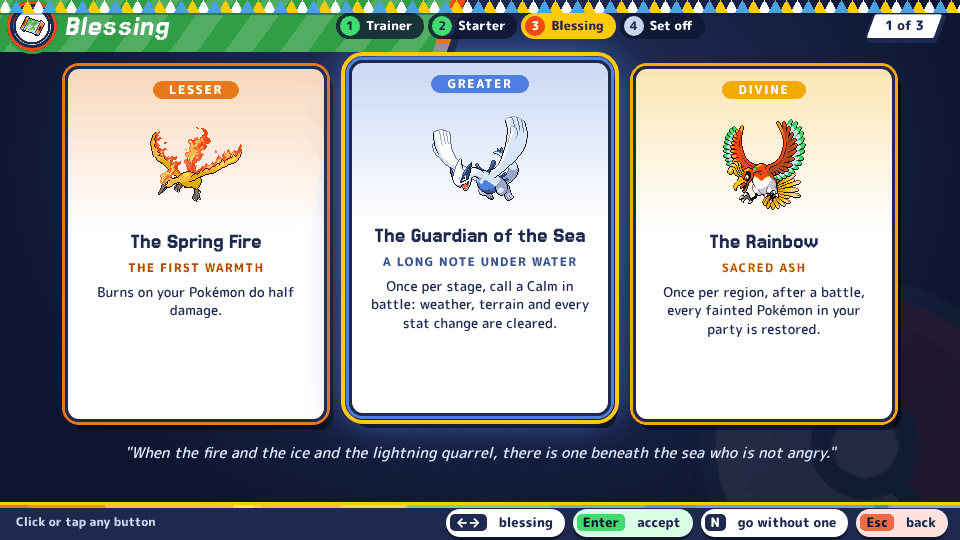 Blessing
1 Trainer
2 Starter
3 Blessing
4 Set off
1 of 3
LESSER
The Spring Fire
THE FIRST WARMTH
Burns on your Pokémon do half
damage.
GREATER
The Guardian of the Sea
A LONG NOTE UNDER WATER
Once per stage, call a Calm in
battle: weather, terrain and every
stat change are cleared.
DIVINE
The Rainbow
SACRED ASH
Once per region, after a battle,
every fainted Pokémon in your
party is restored.
"When the fire and the ice and the lightning quarrel, there is one beneath the sea who is not angry."
Click or tap any button
←→ blessing
Enter accept
N go without one
Esc back